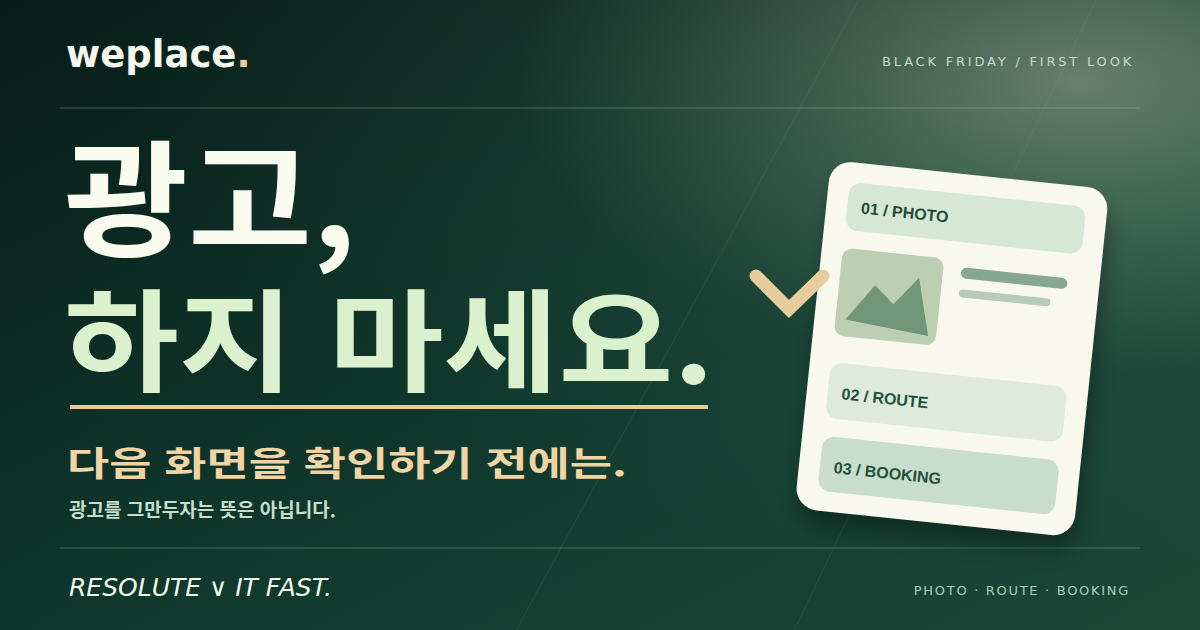 weplace.
BLACK FRIDAY / FIRST LOOK
광고,
하지 마세요.
다음 화면을 확인하기 전에는.
광고를 그만두자는 뜻은 아닙니다.
01 / PHOTO
02 / ROUTE
03 / BOOKING
RESOLUTE ∨ IT FAST.
PHOTO · ROUTE · BOOKING